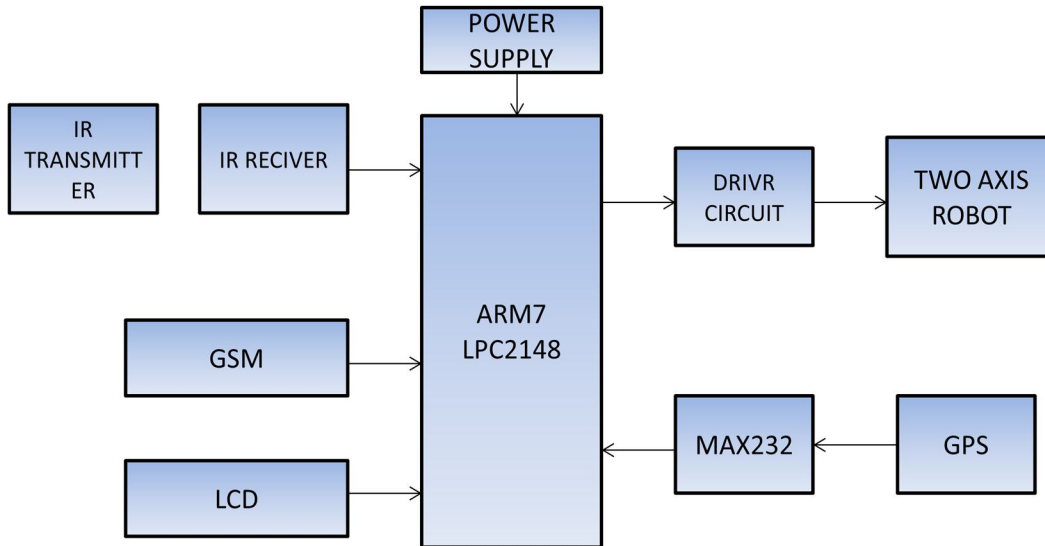 POWER
SUPPLY
IR
TRANSMITT
ER
IR RECIVER
DRIVR
CIRCUIT
TWO AXIS
ROBOT
ARM7
LPC2148
GSM
MAX232
GPS
LCD